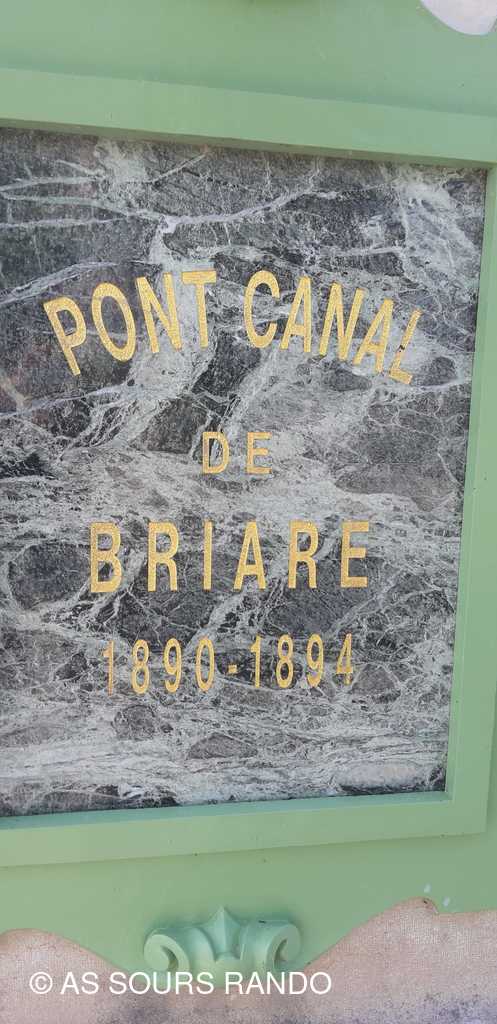 PONT CANAL
DE
BRIARE
1890-1894
© AS SOURS RANDO